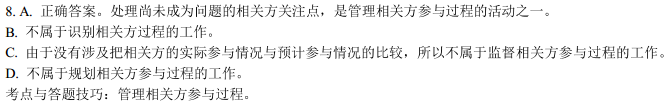 8. A. 正确答案。处理尚未成为问题的相关方关注点，是管理相关方参与过程的活动之一。
B. 不属于识别相关方过程的工作。
C. 由于没有涉及把相关方的实际参与情况与预计参与情况的比较，所以不属于监督相关方参与过程的工作。
D. 不属于规划相关方参与过程的工作。
考点与答题技巧：管理相关方参与过程。